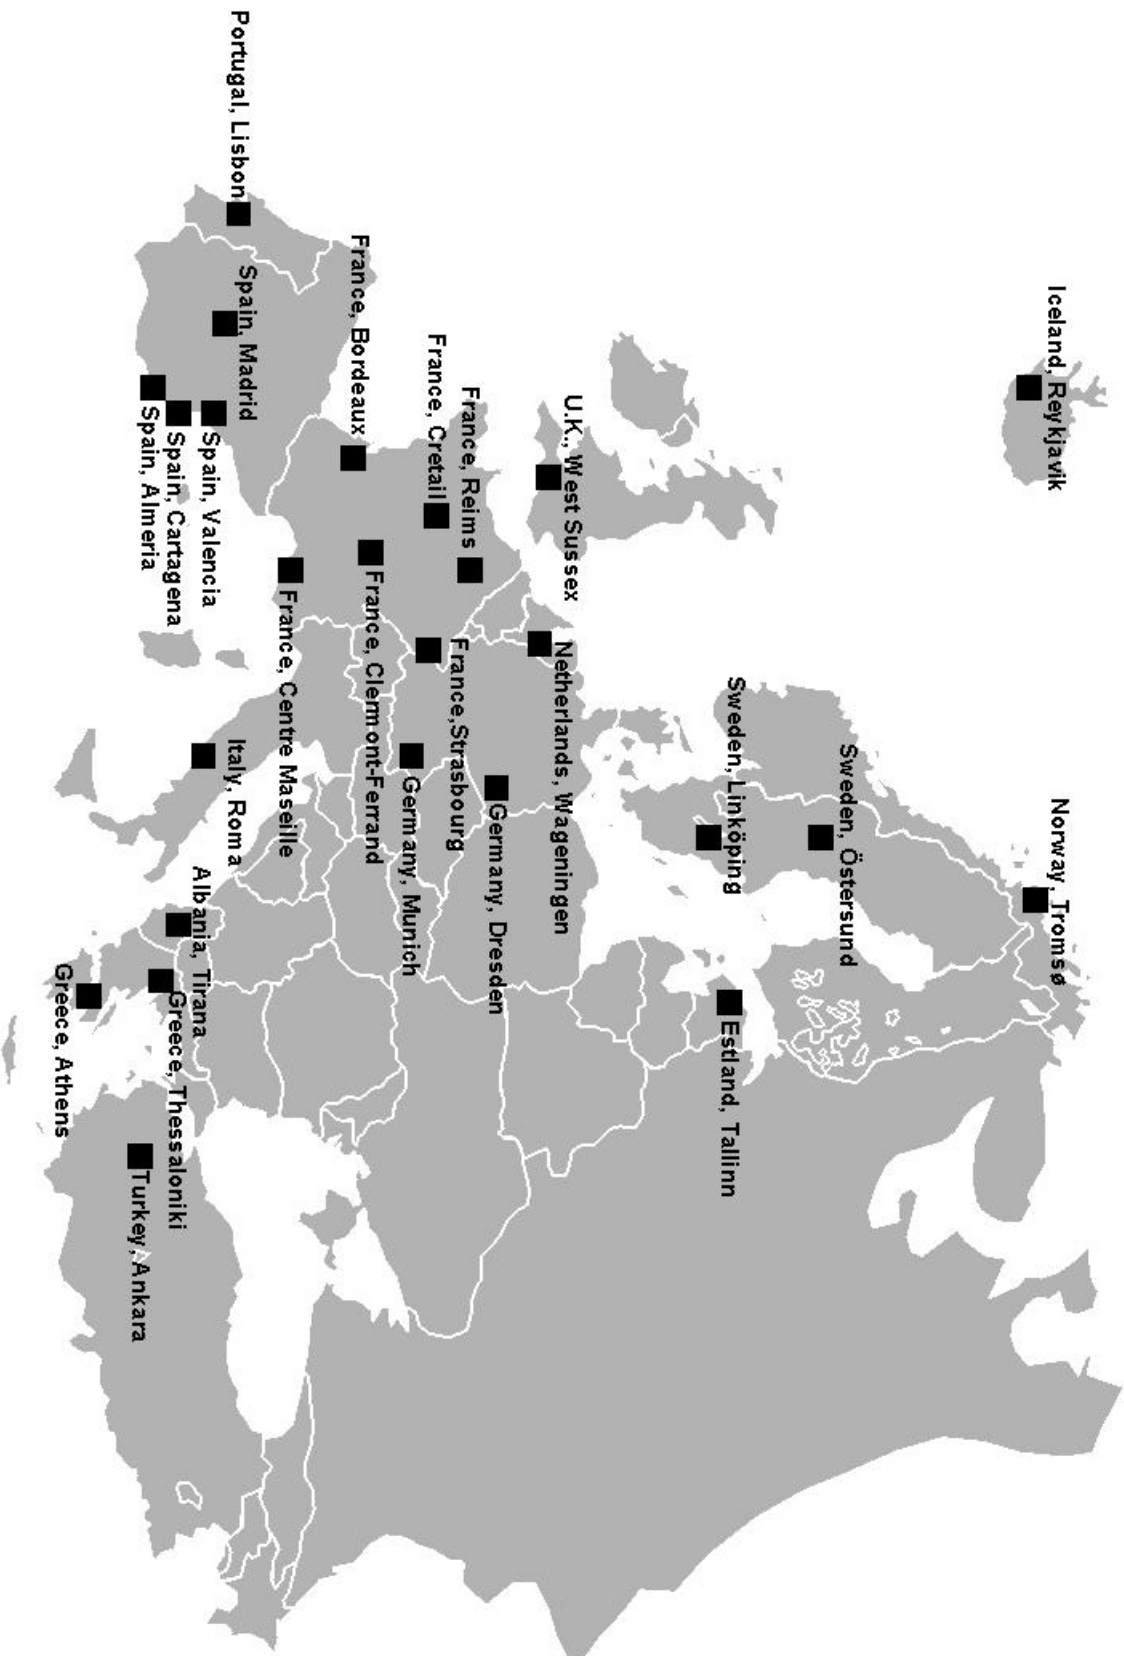 Iceland, Reykjavik
Norway, Tromsø
Sweden, Östersund
Sweden, Linköping
Estland, Tallinn
U.K., West Sussex
Netherlands, Wageningen
France, Reims
Germany, Dresden
France,Strasbourg
France, Cretail
Germany, Munich
France, Clermont-Ferrand
France, Bordeaux
France, Centre Maseille
Portugal, Lisbon
Spain, Madrid
Italy, Roma
Spain, Valencia
Albania, Tirana
Spain, Cartagena
Greece, Thessaloniki
Spain, Almeria
Turkey, Ankara
Greece, Athens